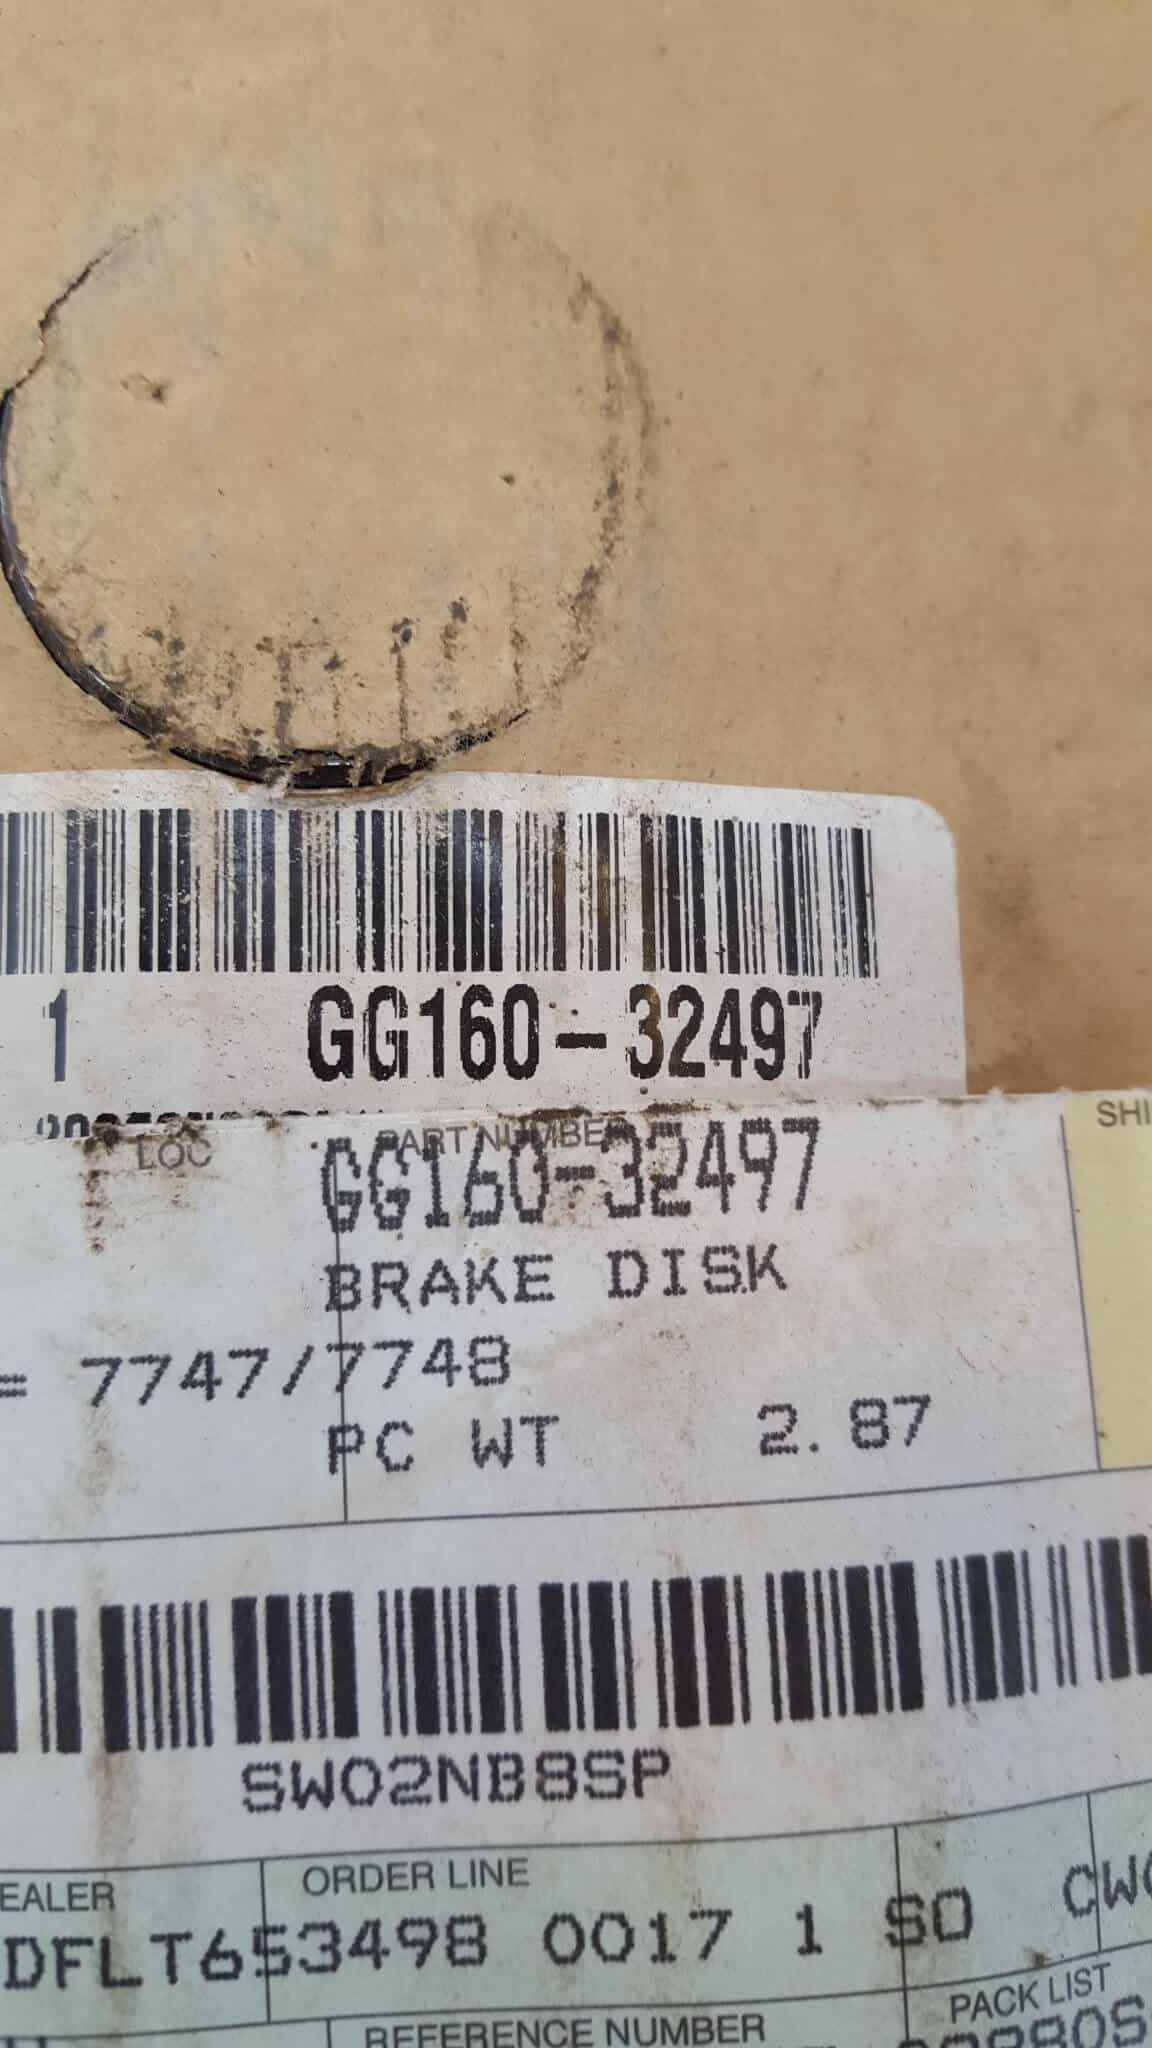 1 GG160-32497
LOC PART NUMBER SHI
GG160-32497
BRAKE DISK
= 7747/7748
PC WT 2.87
SW02NB8SP
EALER ORDER LINE
DFLT653498 0017 1 SO CW
PACK LIST
REFERENCE NUMBER